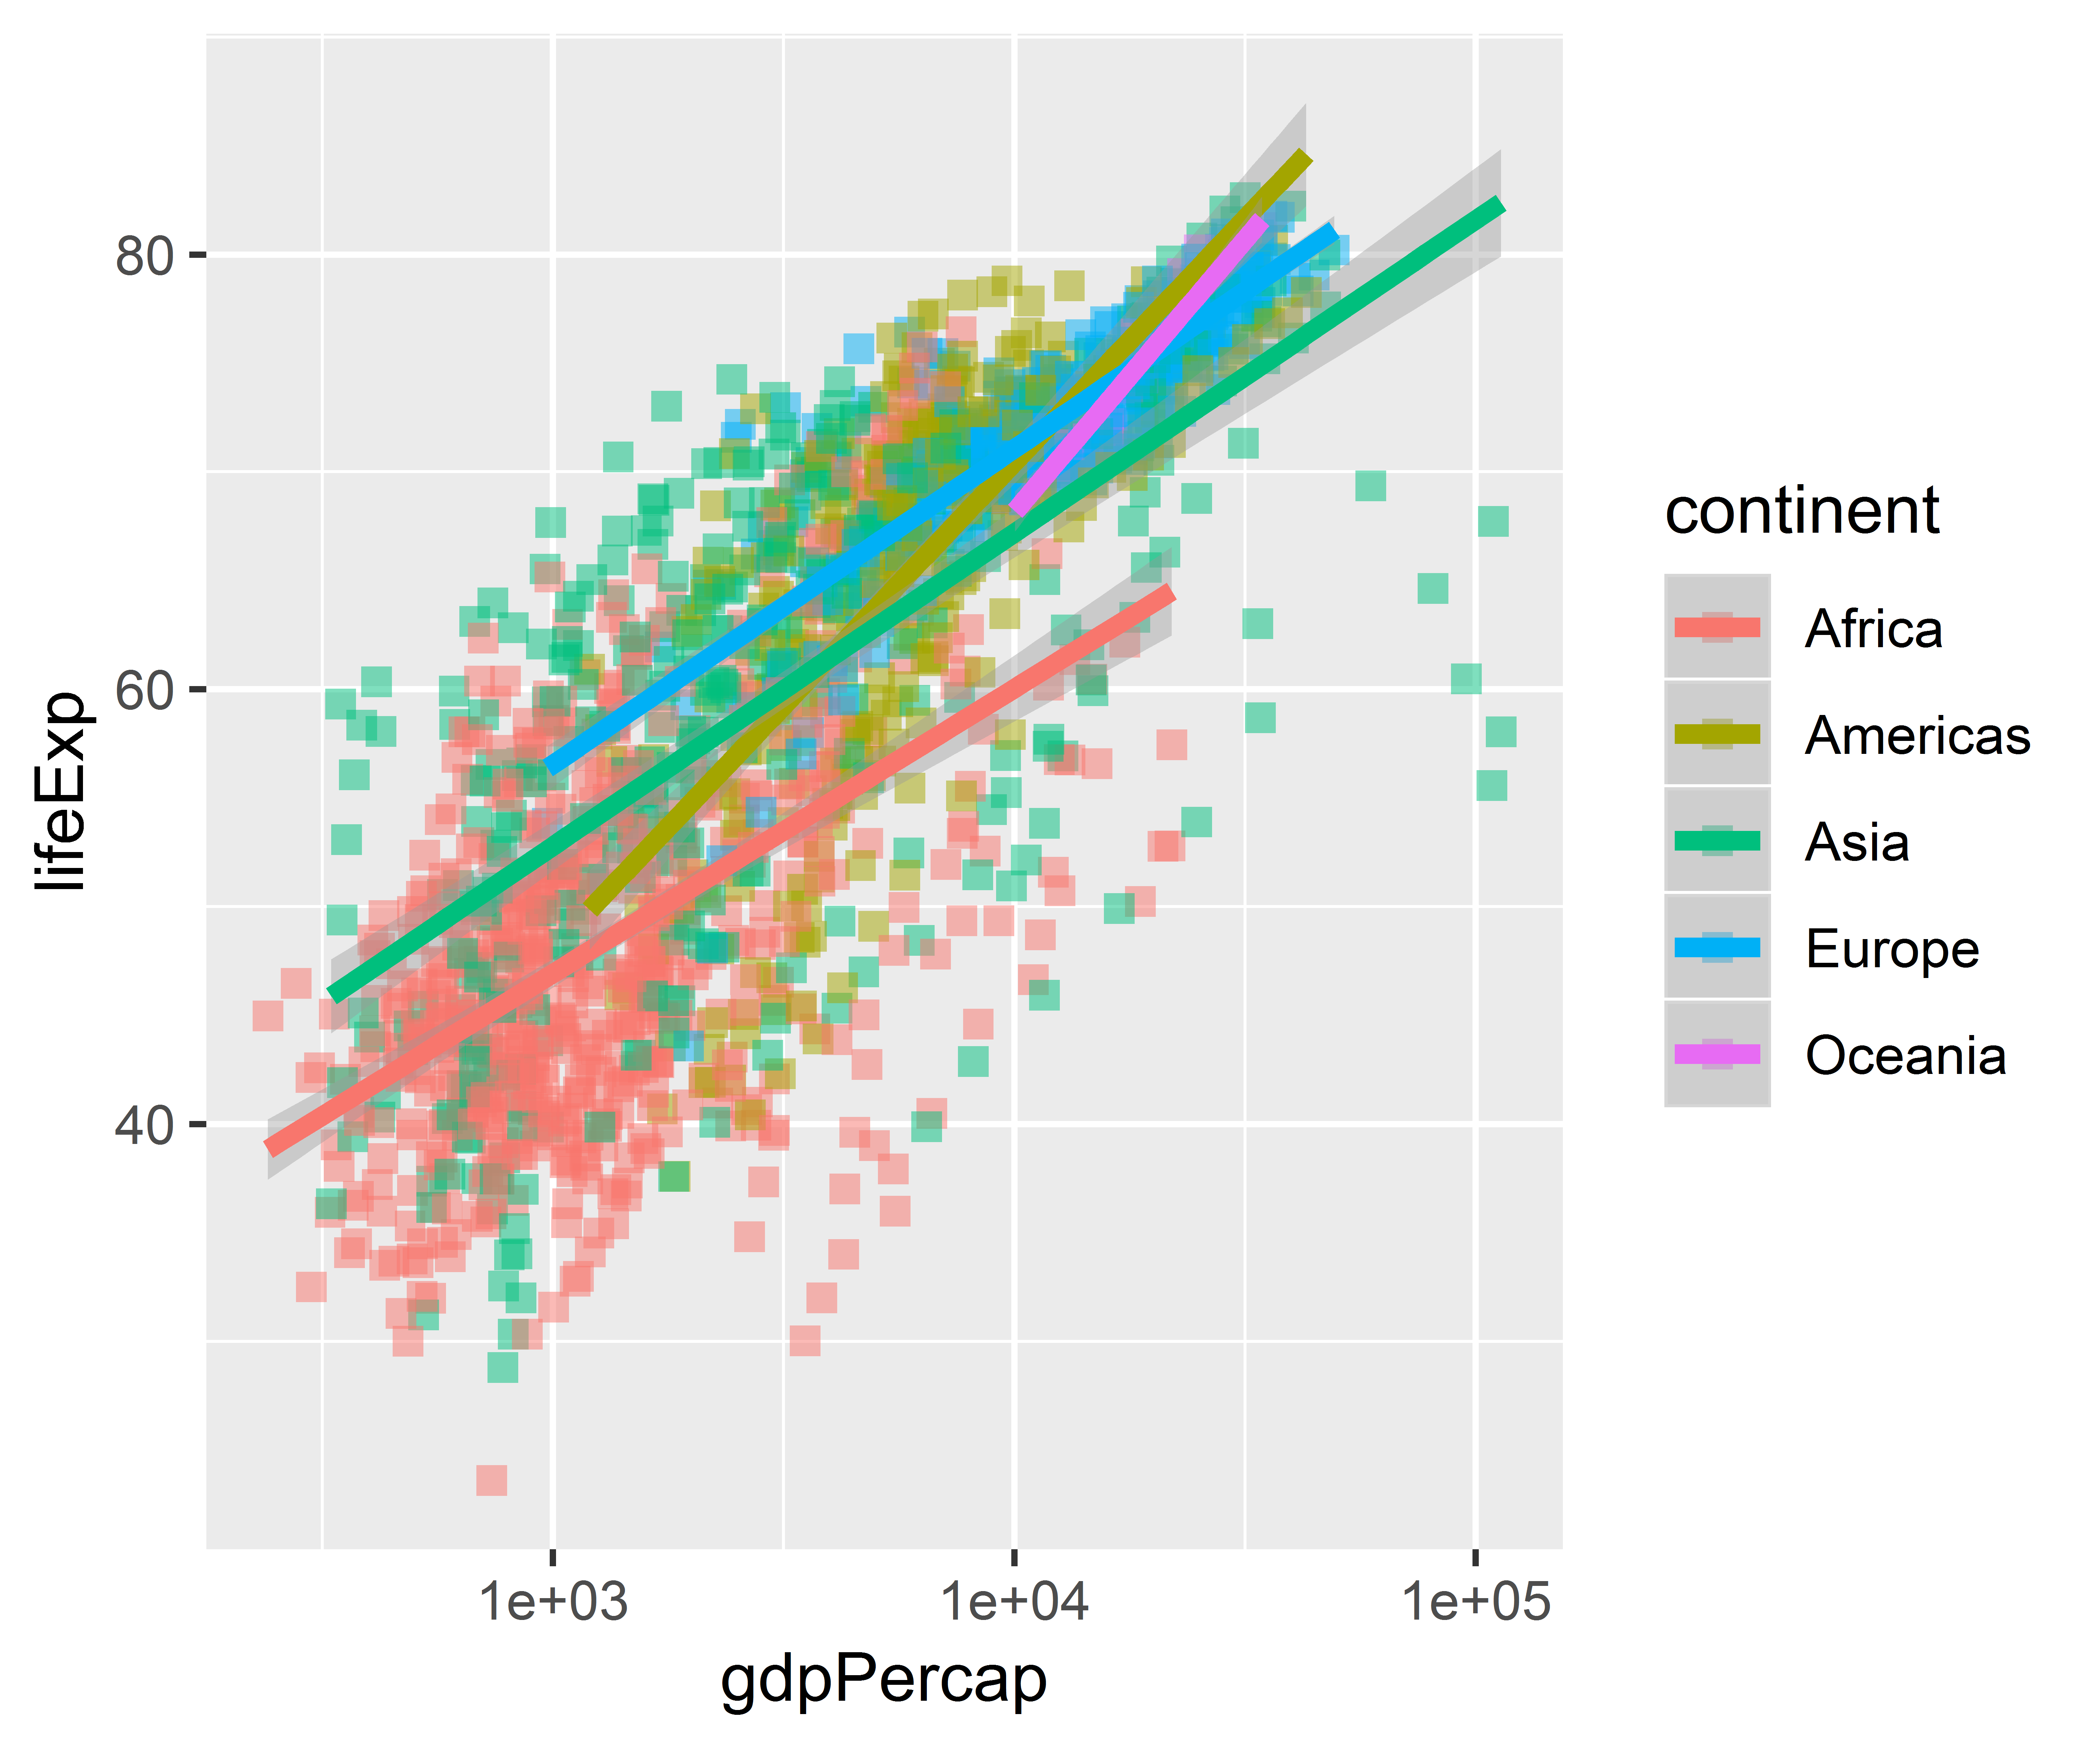 80
60
40
lifeExp
1e+03
1e+04
1e+05
gdpPercap
continent
Africa
Americas
Asia
Europe
Oceania